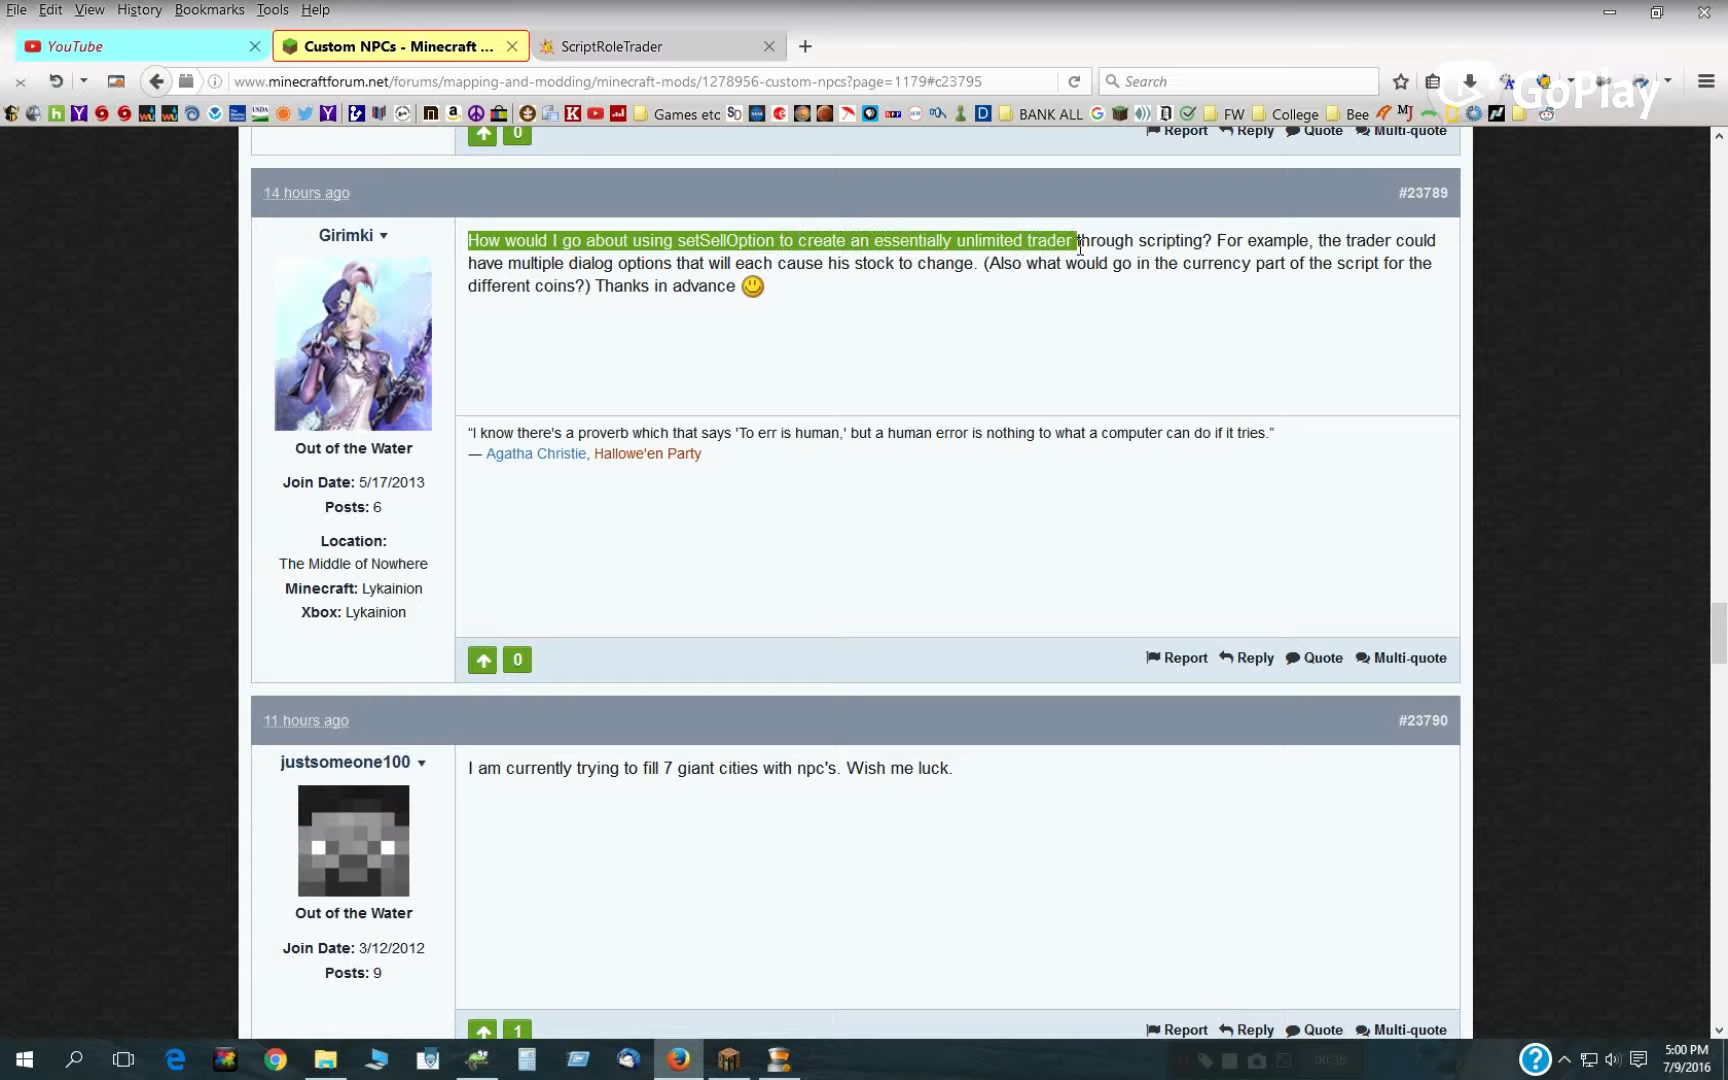 File Edit View History Bookmarks Tools Help
YouTube
Custom NPCs - Minecraft ...
ScriptRoleTrader
www.minecraftforum.net/forums/mapping-and-modding/minecraft-mods/1278956-custom-npcs?page=1179#c23795
Search
GoPlay
Games etc
BANK ALL
FW
College
Bee
0
Report Reply Quote Multi-quote
14 hours ago
#23789
Girimki
How would I go about using setSellOption to create an essentially unlimited trader through scripting? For example, the trader could
have multiple dialog options that will each cause his stock to change. (Also what would go in the currency part of the script for the
different coins?) Thanks in advance
Out of the Water
Join Date: 5/17/2013
Posts: 6
Location:
The Middle of Nowhere
Minecraft: Lykainion
Xbox: Lykainion
“I know there's a proverb which that says 'To err is human,' but a human error is nothing to what a computer can do if it tries.”
— Agatha Christie, Hallowe'en Party
0
Report Reply Quote Multi-quote
11 hours ago
#23790
justsomeone100
I am currently trying to fill 7 giant cities with npc's. Wish me luck.
Out of the Water
Join Date: 3/12/2012
Posts: 9
1
Report Reply Quote Multi-quote
00:35
5:00 PM
7/9/2016